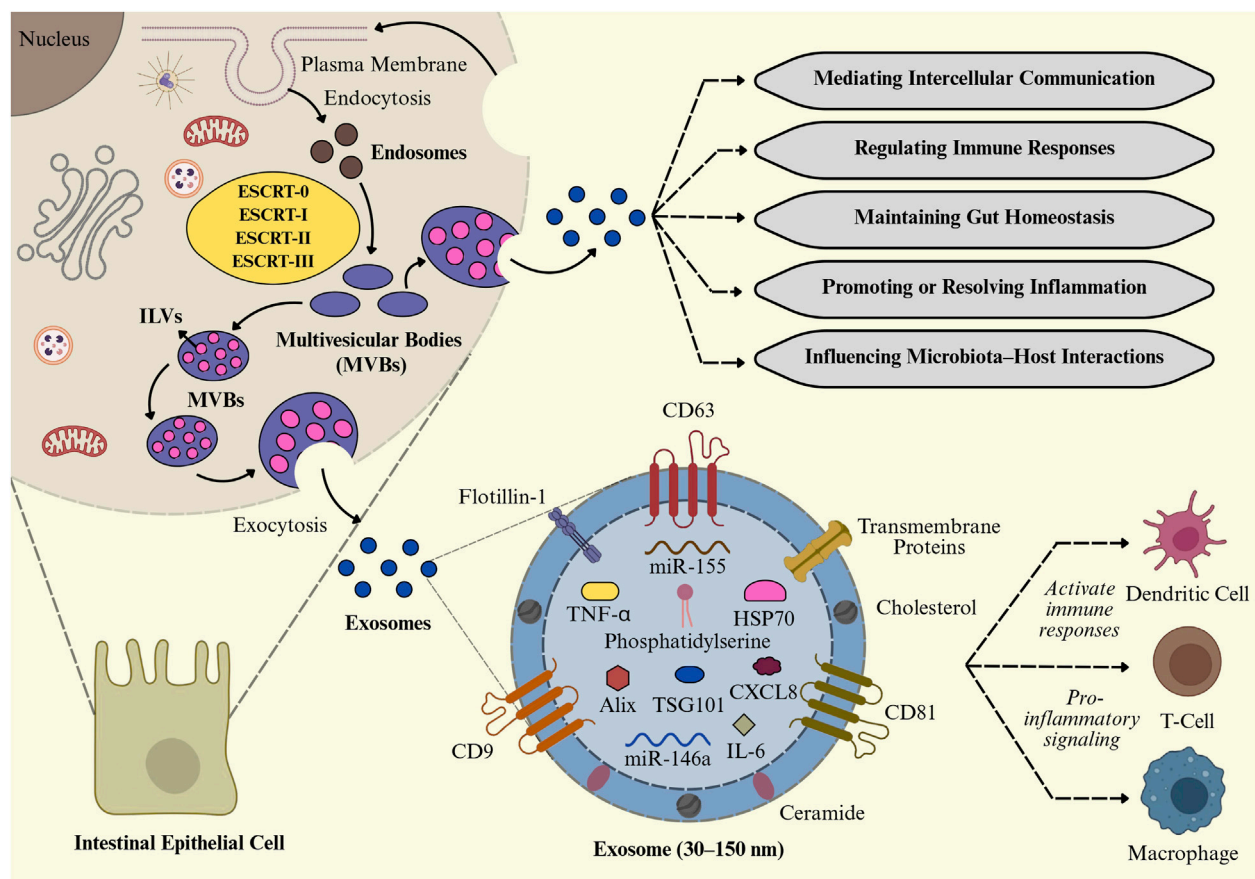 Nucleus
Plasma Membrane
Endocytosis
Endosomes
ESCRT-0
ESCRT-I
ESCRT-II
ESCRT-III
ILVs
Multivesicular Bodies
(MVBs)
MVBs
Exocytosis
Exosomes
Intestinal Epithelial Cell
Mediating Intercellular Communication
Regulating Immune Responses
Maintaining Gut Homeostasis
Promoting or Resolving Inflammation
Influencing Microbiota–Host Interactions
CD63
Flotillin-1
Transmembrane
Proteins
miR-155
TNF-α
HSP70
Phosphatidylserine
Cholesterol
Alix
TSG101
CXCL8
CD81
CD9
miR-146a
IL-6
Ceramide
Exosome (30–150 nm)
Activate
immune
responses
Pro-
inflammatory
signaling
Dendritic Cell
T-Cell
Macrophage